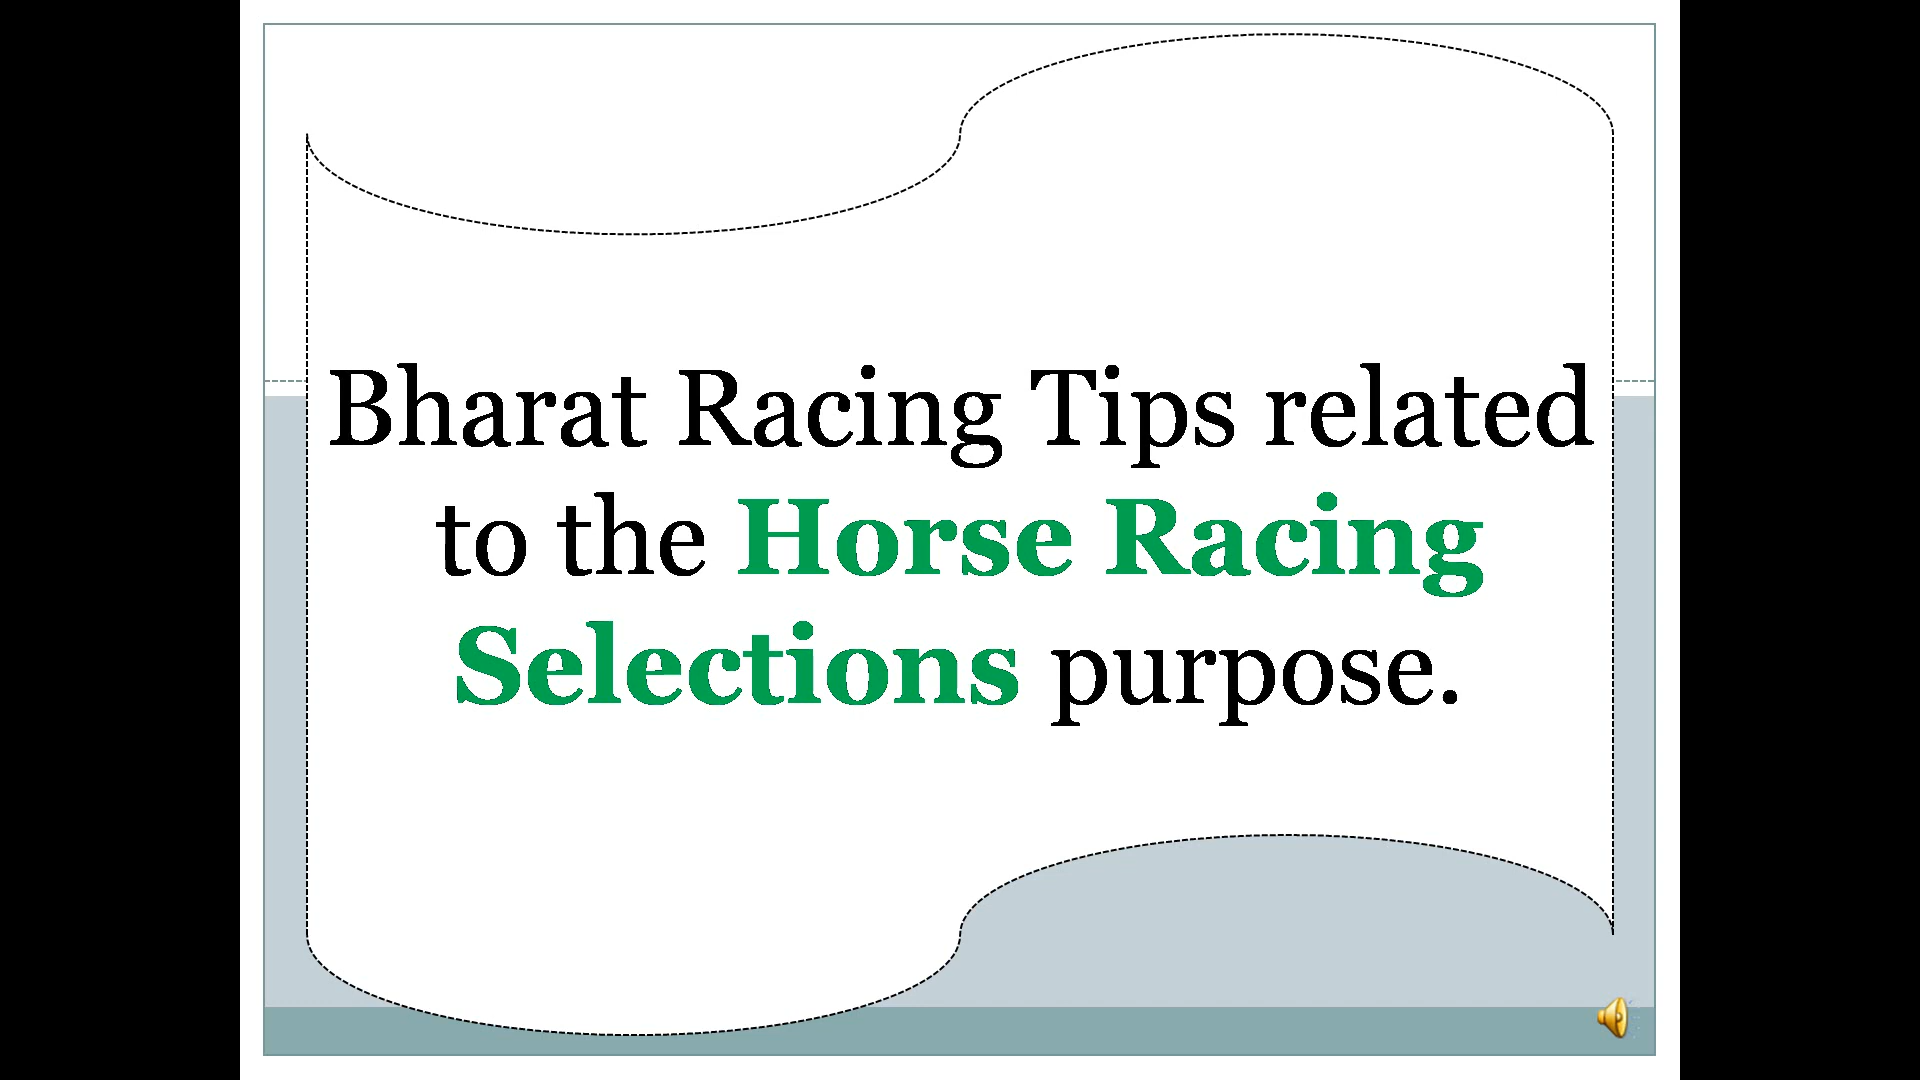 Bharat Racing Tips related
to the Horse Racing
Selections purpose.